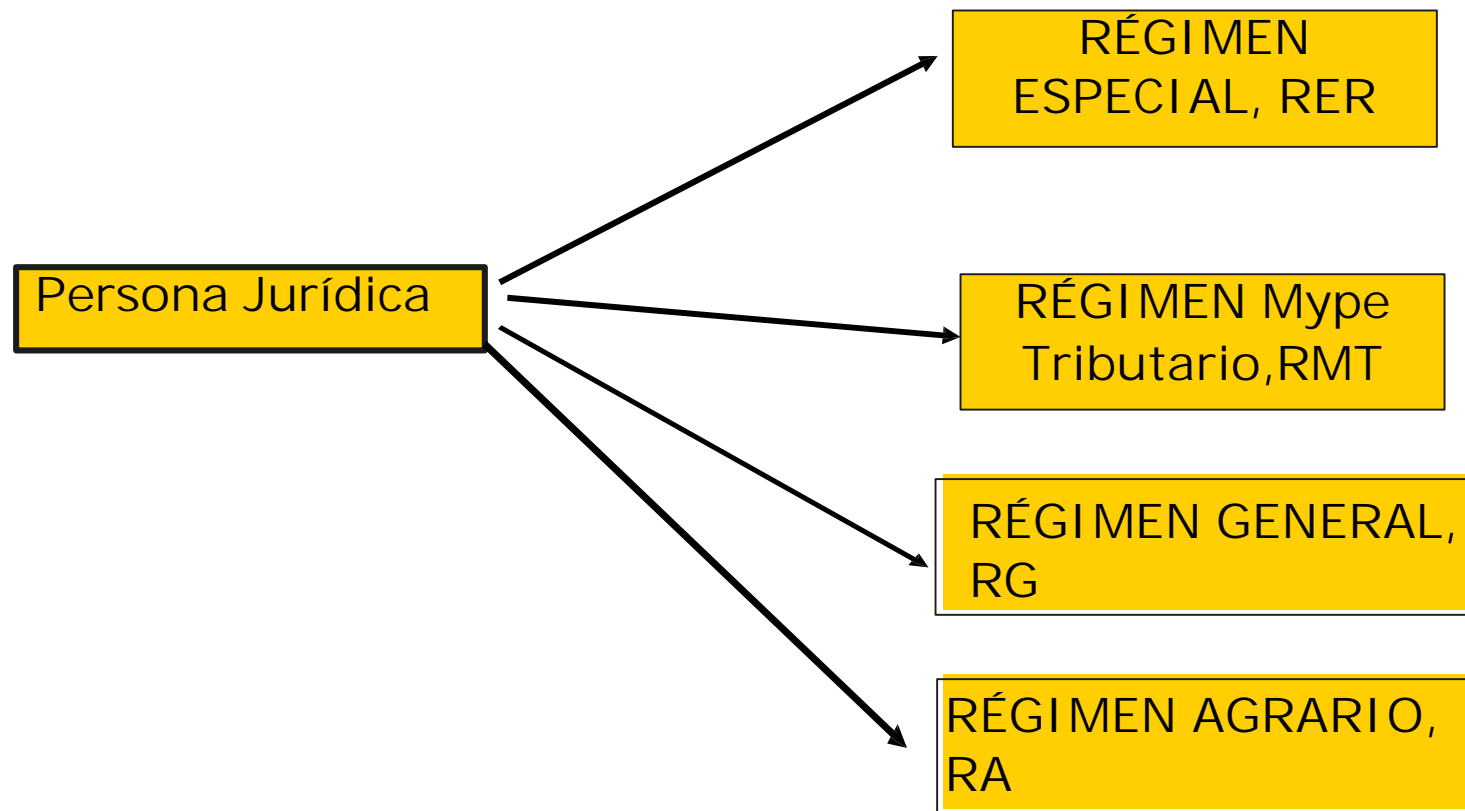 RÉGIMEN
ESPECIAL, RER
Persona Jurídica
RÉGIMEN Mype
Tributario,RMT
RÉGIMEN GENERAL,
RG
RÉGIMEN AGRARIO,
RA